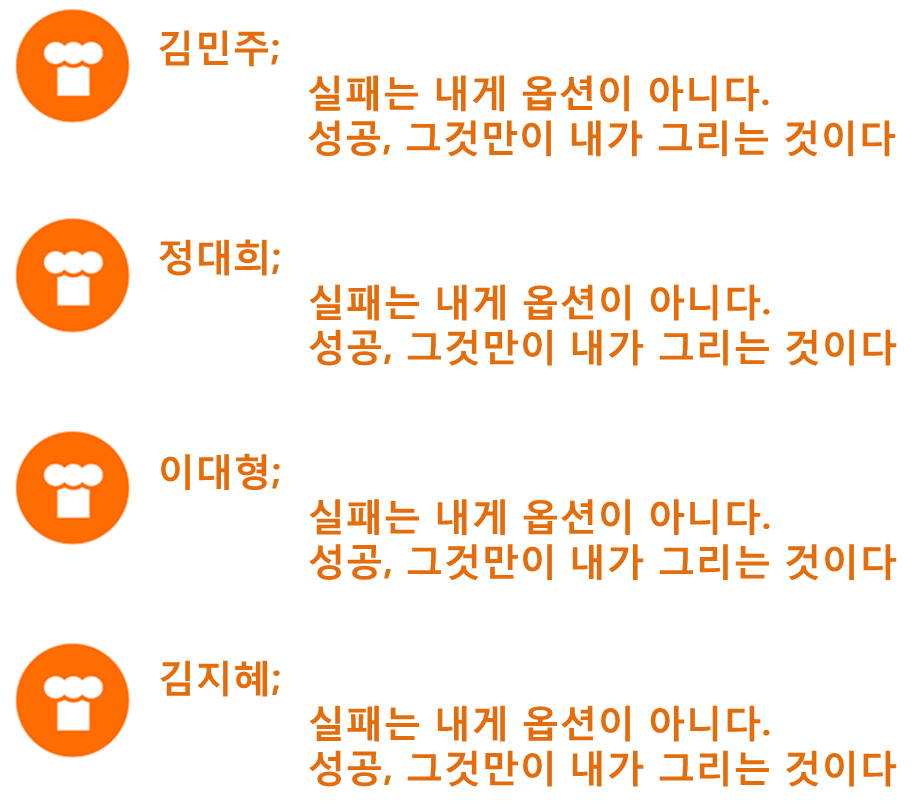 김민주;
실패는 내게 옵션이 아니다.
성공, 그것만이 내가 그리는 것이다
정대희;
실패는 내게 옵션이 아니다.
성공, 그것만이 내가 그리는 것이다
이대형;
실패는 내게 옵션이 아니다.
성공, 그것만이 내가 그리는 것이다
김지혜;
실패는 내게 옵션이 아니다.
성공, 그것만이 내가 그리는 것이다